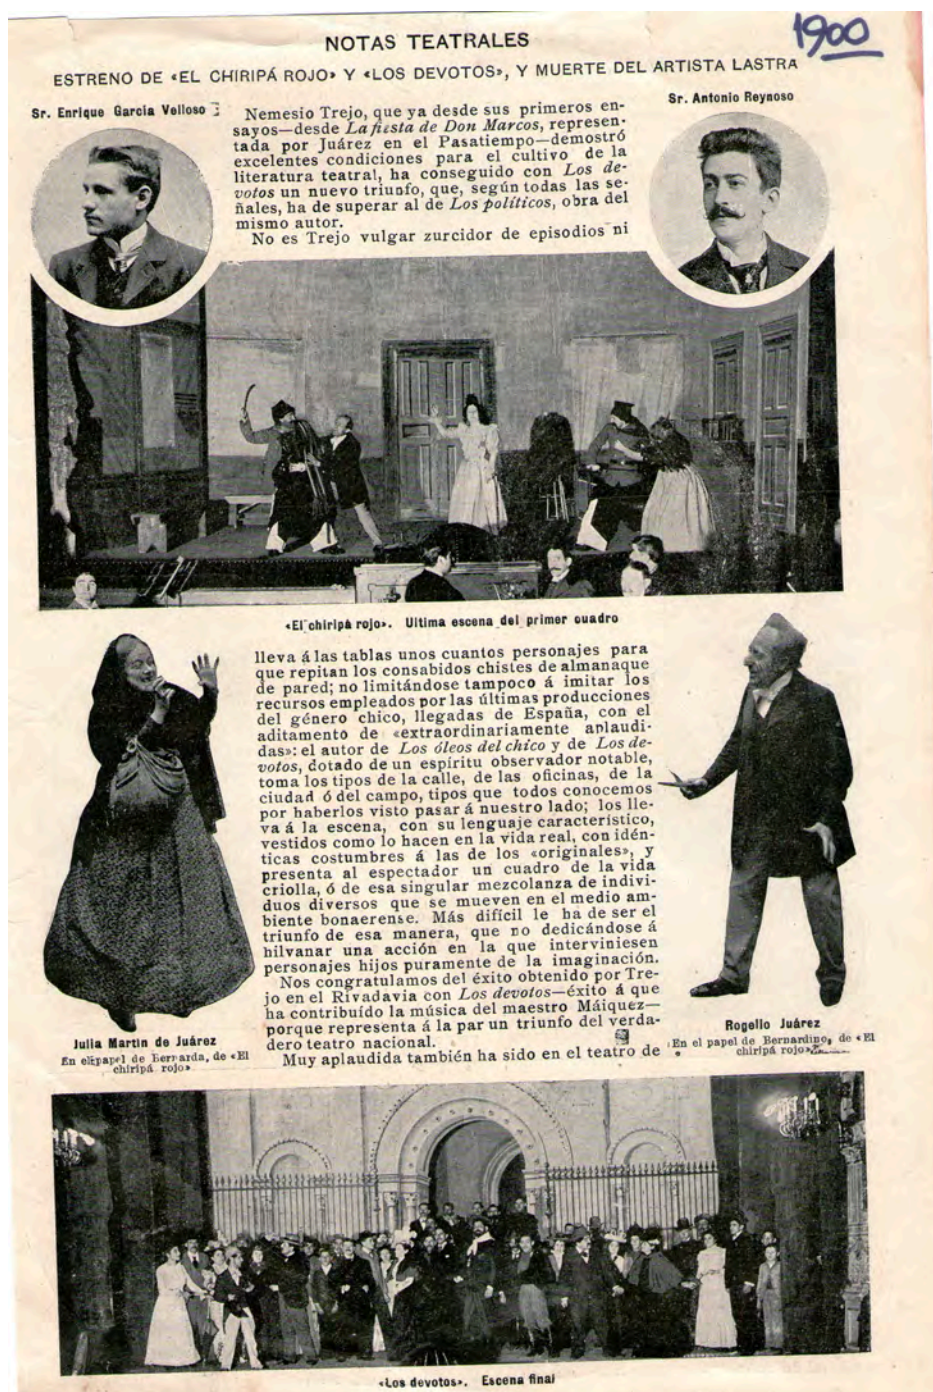 1900
NOTAS TEATRALES
ESTRENO DE «EL CHIRIPÁ ROJO» Y «LOS DEVOTOS», Y MUERTE DEL ARTISTA LASTRA
Sr. Enrique García Velloso
Sr. Antonio Reynoso
Nemesio Trejo, que ya desde sus primeros en-
sayos—desde La fiesta de Don Marcos, represen-
tada por Juárez en el Pasatiempo—demostró
excelentes condiciones para el cultivo de la
literatura teatral, ha conseguido con Los de-
votos un nuevo triunfo, que, según todas las se-
ñales, ha de superar al de Los políticos, obra del
mismo autor.
No es Trejo vulgar zurcidor de episodios ni
«El chiripá rojo». Ultima escena del primer cuadro
lleva á las tablas unos cuantos personajes para
que repitan los consabidos chistes de almanaque
de pared; no limitándose tampoco á imitar los
recursos empleados por las últimas producciones
del género chico, llegadas de España, con el
aditamento de «extraordinariamente aplaudi-
das»: el autor de Los óleos del chico y de Los de-
votos, dotado de un espíritu observador notable,
toma los tipos de la calle, de las oficinas, de la
ciudad ó del campo, tipos que todos conocemos
por haberlos visto pasar á nuestro lado; los lle-
va á la escena, con su lenguaje característico,
vestidos como lo hacen en la vida real, con idén-
ticas costumbres á las de los «originales», y
presenta al espectador un cuadro de la vida
criolla, ó de esa singular mezcolanza de indivi-
duos diversos que se mueven en el medio am-
biente bonaerense. Más difícil le ha de ser el
triunfo de esa manera, que no dedicándose á
hilvanar una acción en la que interviniesen
personajes hijos puramente de la imaginación.
Nos congratulamos del éxito obtenido por Tre-
jo en el Rivadavia con Los devotos—éxito á que
ha contribuído la música del maestro Máiquez—
porque representa á la par un triunfo del verda-
dero teatro nacional.
Muy aplaudida también ha sido en el teatro de
Julia Martin de Juárez
En el papel de Bernarda, de «El
chiripá rojo»
Rogelio Juárez
En el papel de Bernardino, de «El
chiripá rojo»
«Los devotos». Escena final